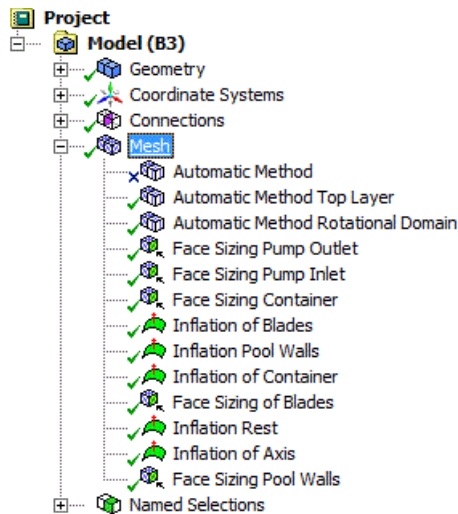 Project
Model (B3)
Geometry
Coordinate Systems
Connections
Mesh
Automatic Method
Automatic Method Top Layer
Automatic Method Rotational Domain
Face Sizing Pump Outlet
Face Sizing Pump Inlet
Face Sizing Container
Inflation of Blades
Inflation Pool Walls
Inflation of Container
Face Sizing of Blades
Inflation Rest
Inflation of Axis
Face Sizing Pool Walls
Named Selections